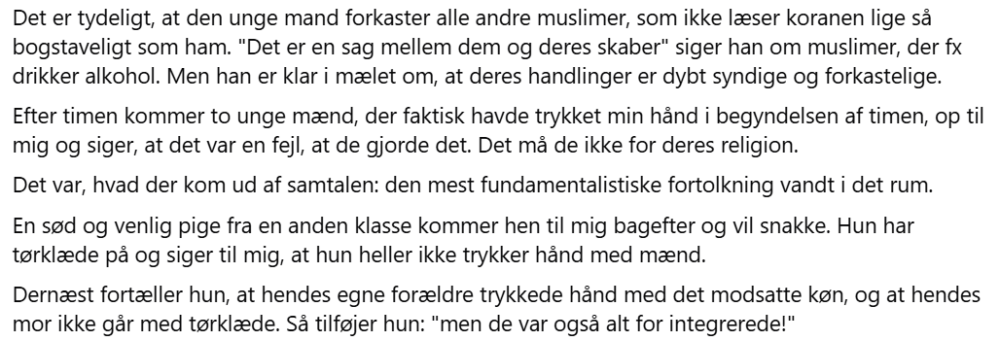 Det er tydeligt, at den unge mand forkaster alle andre muslimer, som ikke læser koranen lige så
bogstaveligt som ham. "Det er en sag mellem dem og deres skaber" siger han om muslimer, der fx
drikker alkohol. Men han er klar i mælet om, at deres handlinger er dybt syndige og forkastelige.
Efter timen kommer to unge mænd, der faktisk havde trykket min hånd i begyndelsen af timen, op til
mig og siger, at det var en fejl, at de gjorde det. Det må de ikke for deres religion.
Det var, hvad der kom ud af samtalen: den mest fundamentalistiske fortolkning vandt i det rum.
En sød og venlig pige fra en anden klasse kommer hen til mig bagefter og vil snakke. Hun har
tørklæde på og siger til mig, at hun heller ikke trykker hånd med mænd.
Dernæst fortæller hun, at hendes egne forældre trykkede hånd med det modsatte køn, og at hendes
mor ikke går med tørklæde. Så tilføjer hun: "men de var også alt for integrerede!"